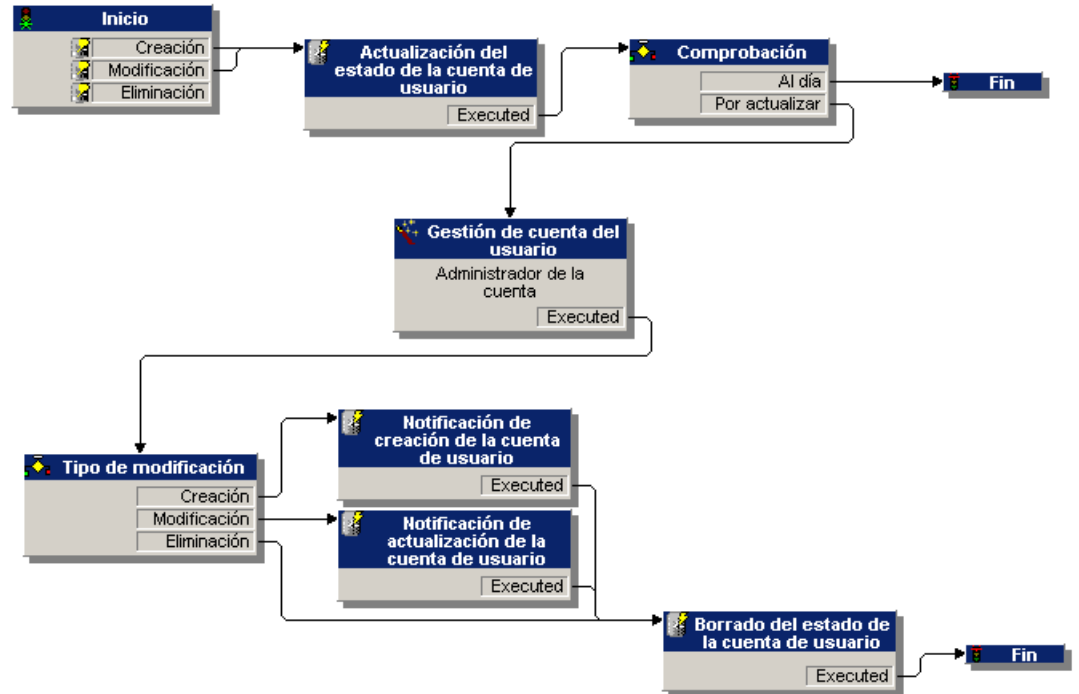 Inicio
Creación
Modificación
Eliminación
Actualización del
estado de la cuenta de
usuario
Executed
Comprobación
Al día
Por actualizar
Fin
Gestión de cuenta del
usuario
Administrador de la
cuenta
Executed
Tipo de modificación
Creación
Modificación
Eliminación
Notificación de
creación de la cuenta
de usuario
Executed
Notificación de
actualización de la
cuenta de usuario
Executed
Borrado del estado de
la cuenta de usuario
Executed
Fin